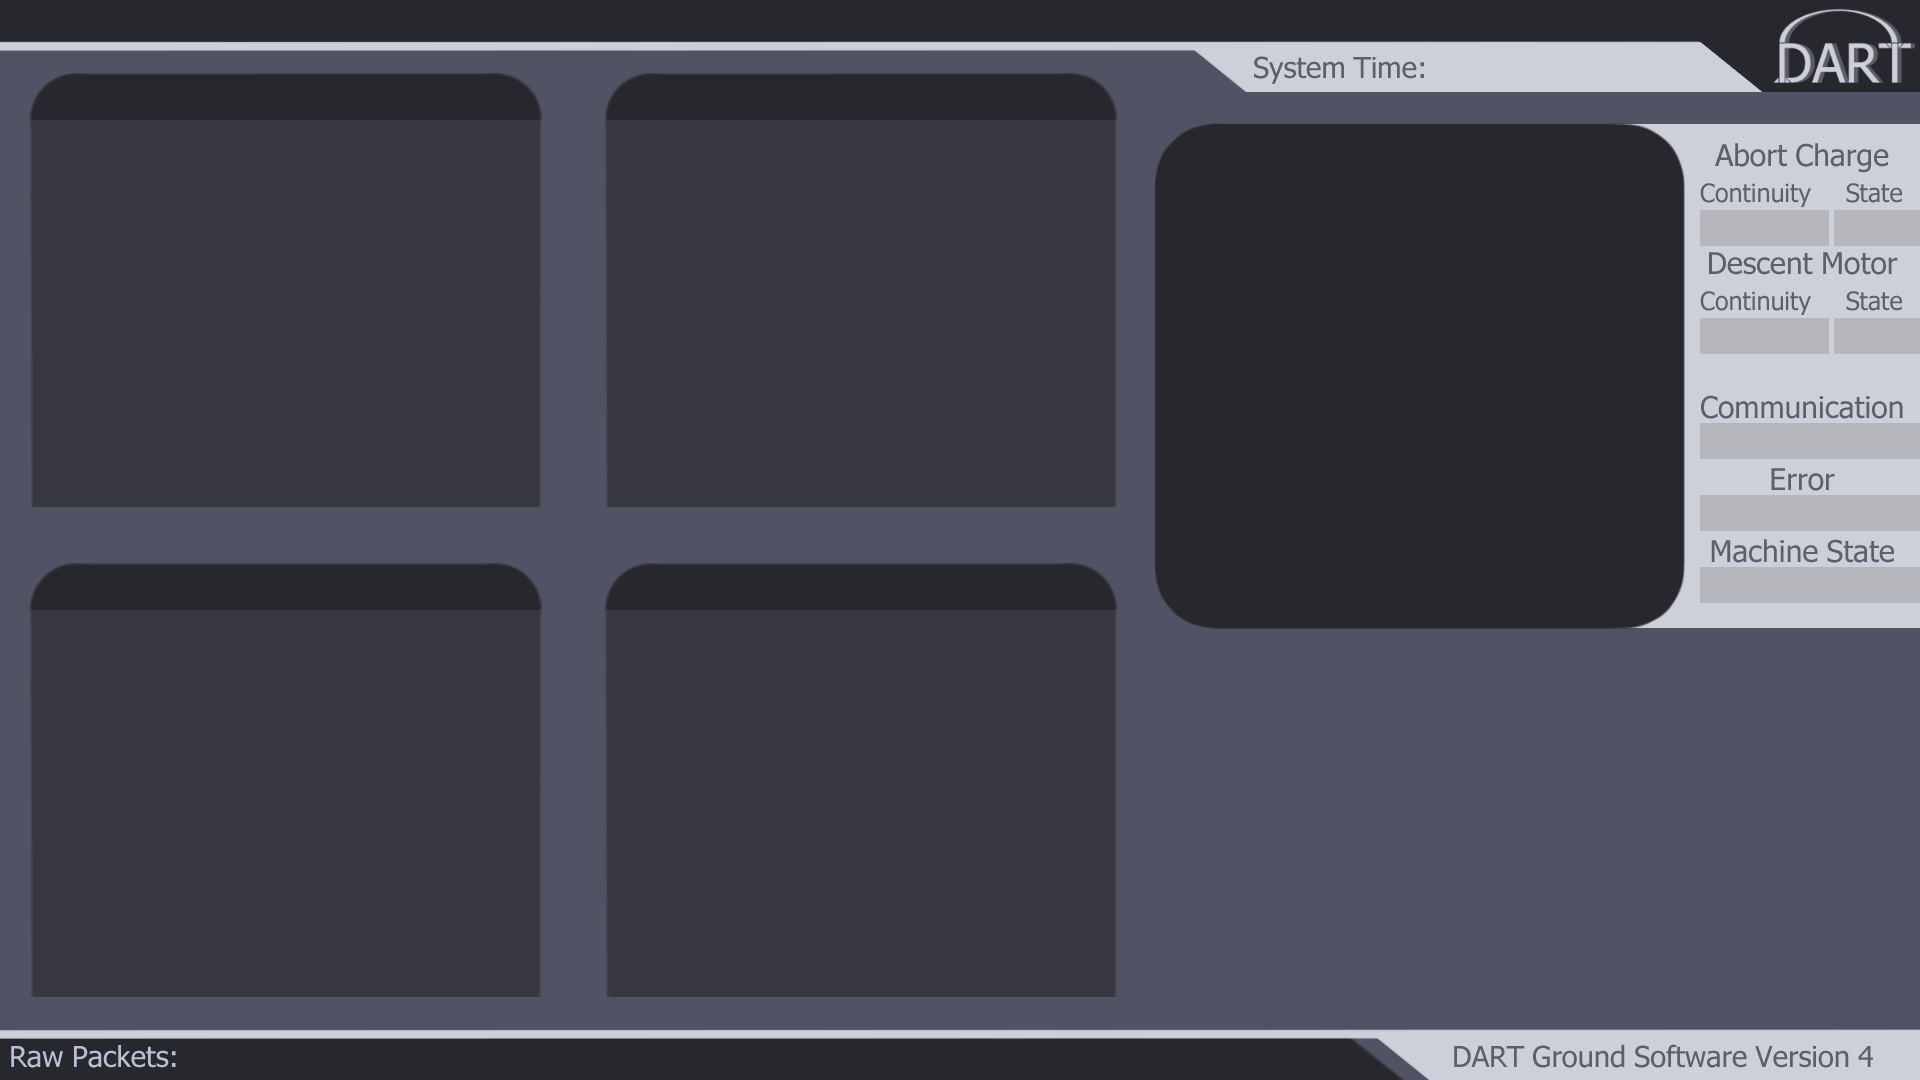 DART
System Time:
Abort Charge
Continuity State
Descent Motor
Continuity State
Communication
Error
Machine State
Raw Packets:
DART Ground Software Version 4